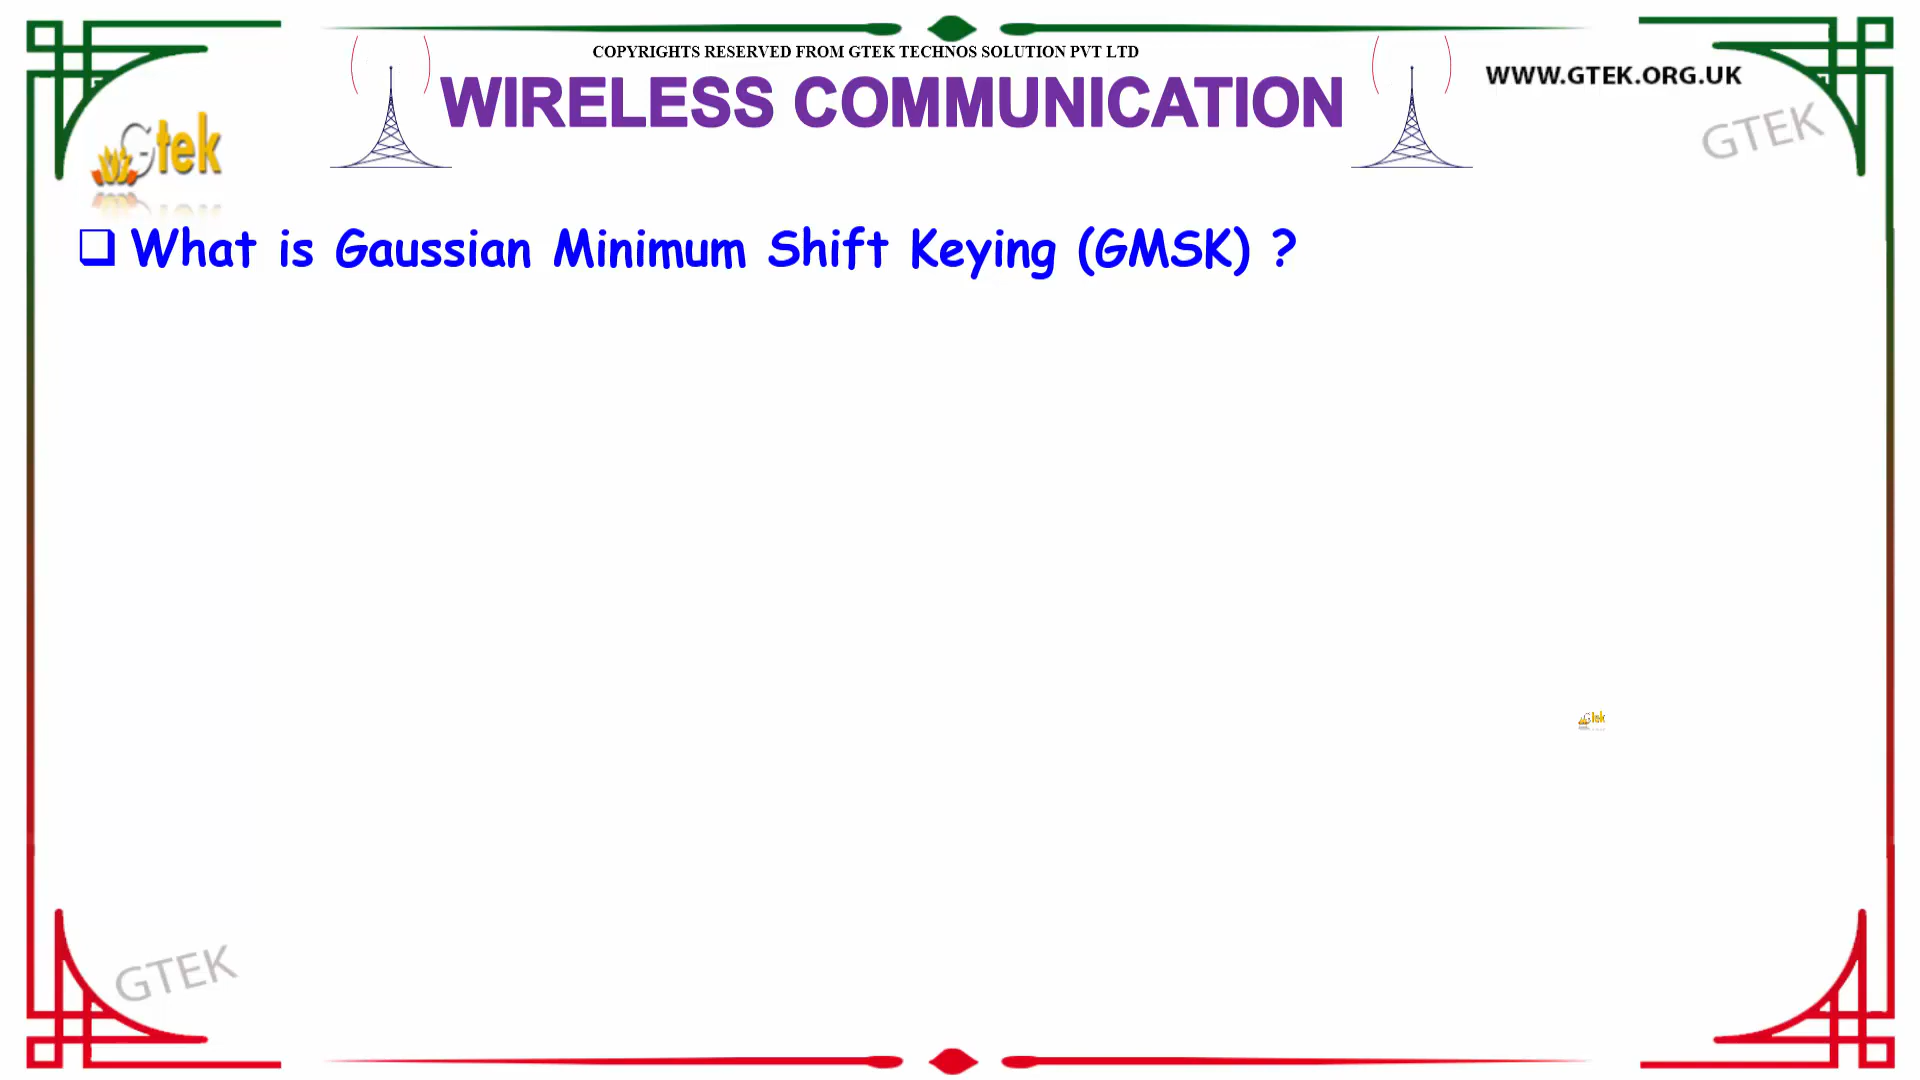 COPYRIGHTS RESERVED FROM GTEK TECHNOS SOLUTION PVT LTD
WIRELESS COMMUNICATION
WWW.GTEK.ORG.UK
Gtek
GTEK
What is Gaussian Minimum Shift Keying (GMSK) ?
Gtek
GTEK